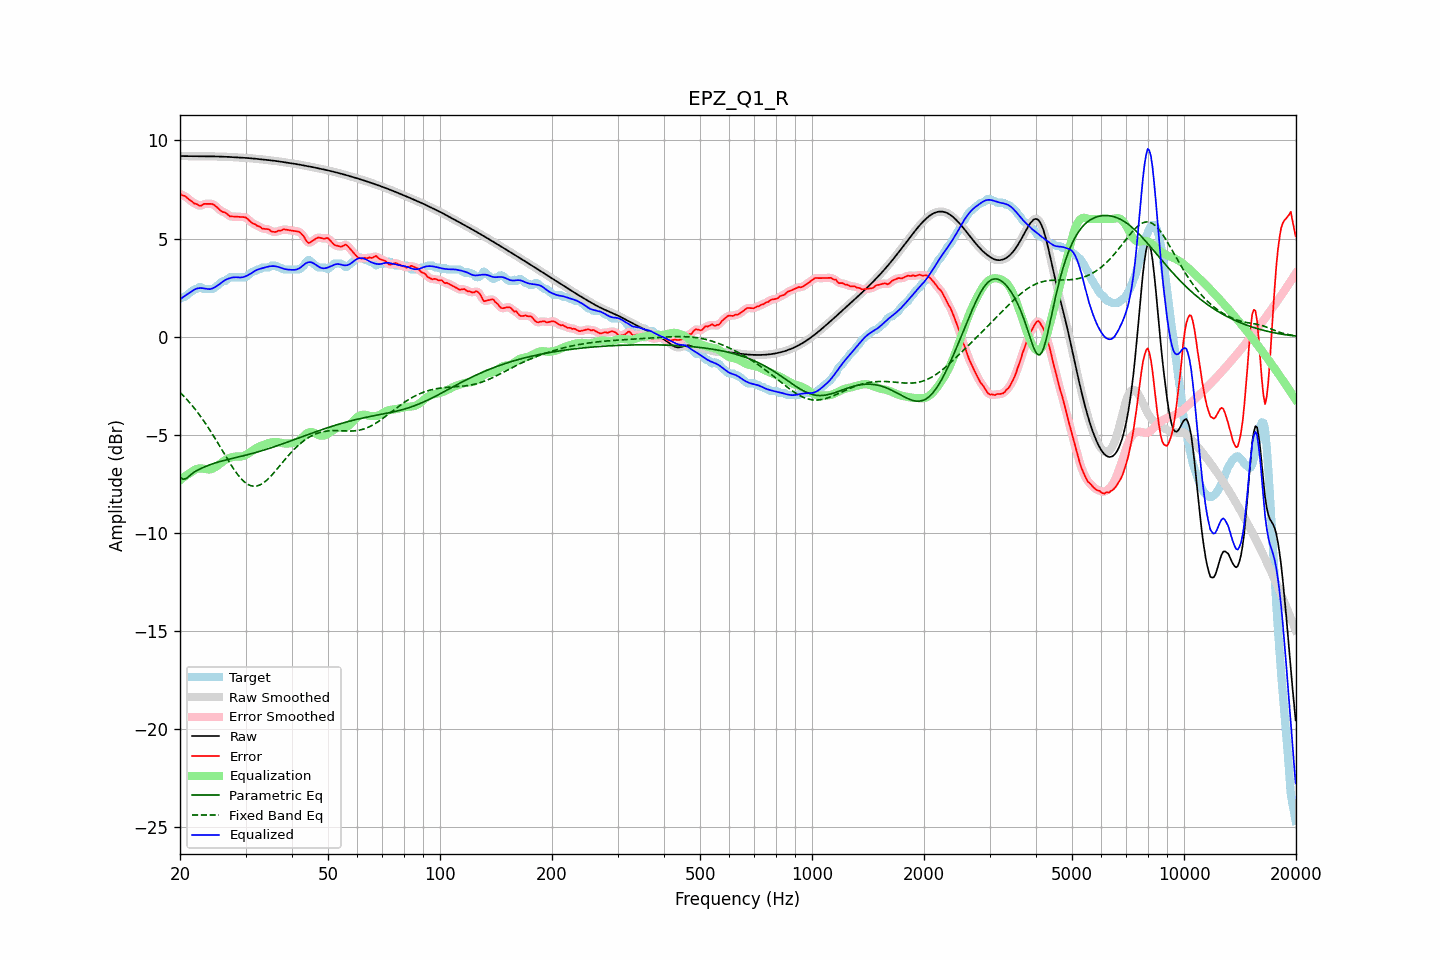 EPZ_Q1_R
10
5
0
−5
−10
−15
−20
−25
Amplitude (dBr)
Target
Raw Smoothed
Error Smoothed
Raw
Error
Equalization
Parametric Eq
Fixed Band Eq
Equalized
20 50 100 200 500 1000 2000 5000 10000 20000
Frequency (Hz)